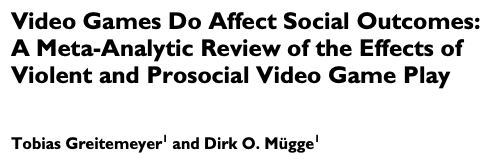 Video Games Do Affect Social Outcomes:
A Meta-Analytic Review of the Effects of
Violent and Prosocial Video Game Play
Tobias Greitemeyer¹ and Dirk O. Mügge¹